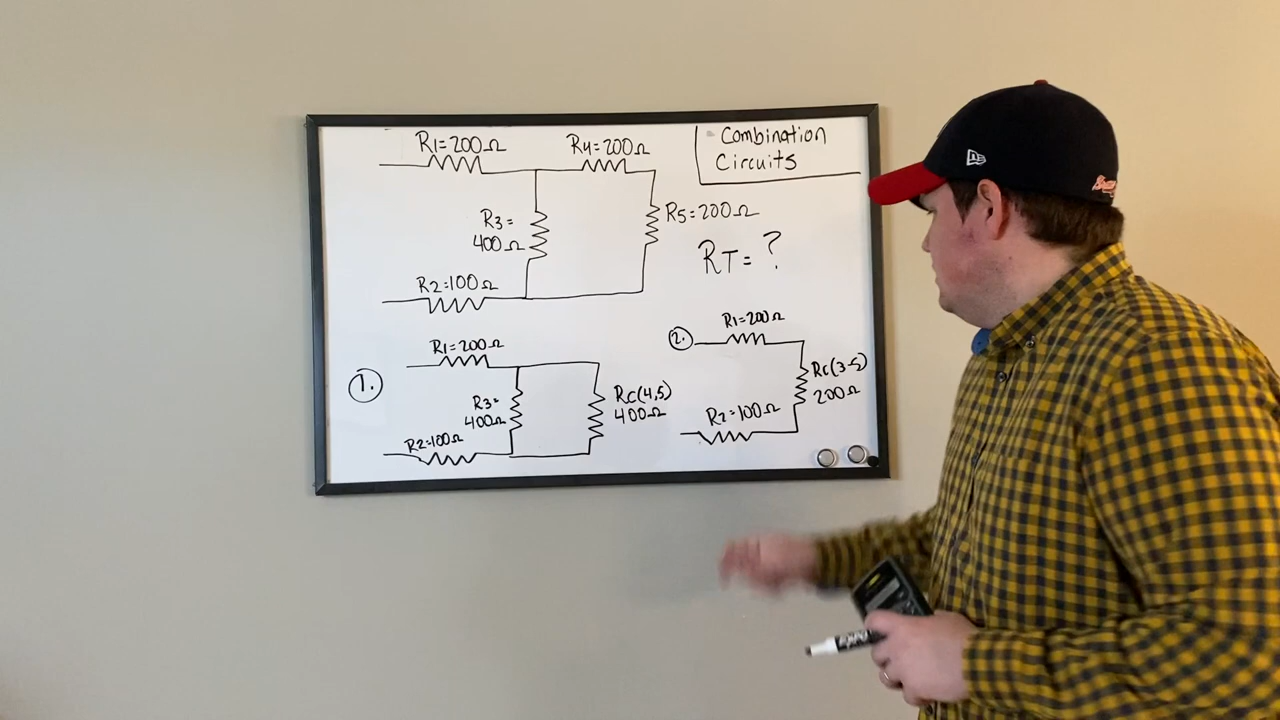 R1=200Ω
R4=200Ω
Combination
Circuits
R3=
400Ω
R5=200Ω
RT=?
R2=100Ω
1.
R1=200Ω
R3=
400Ω
RC(4,5)
400Ω
R2=100Ω
2.
R1=200Ω
RC(3-5)
200Ω
R2=100Ω
EXPO